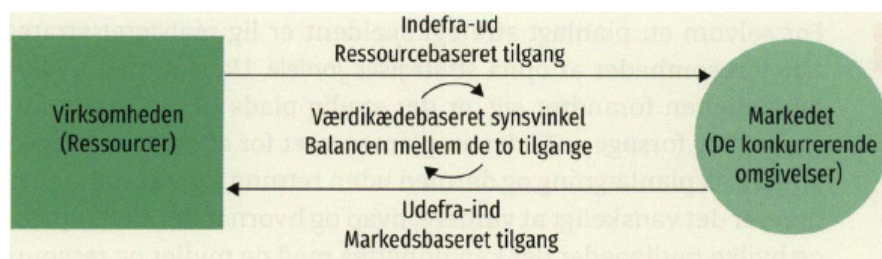 Indefra-ud
Ressourcebaseret tilgang
Virksomheden
(Ressourcer)
Værdikædebaseret synsvinkel
Balancen mellem de to tilgange
Markedet
(De konkurrerende
omgivelser)
Udefra-ind
Markedsbaseret tilgang